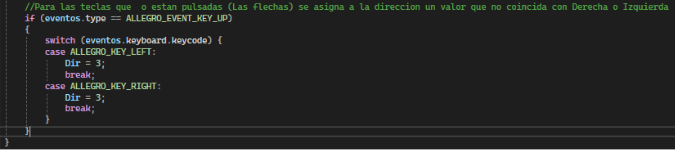 //Para las teclas que  o estan pulsadas (Las flechas) se asigna a la direccion un valor que no coincida con Derecha o Izquierda
if (eventos.type == ALLEGRO_EVENT_KEY_UP)
{
switch (eventos.keyboard.keycode) {
case ALLEGRO_KEY_LEFT:
Dir = 3;
break;
case ALLEGRO_KEY_RIGHT:
Dir = 3;
break;
}
}
}